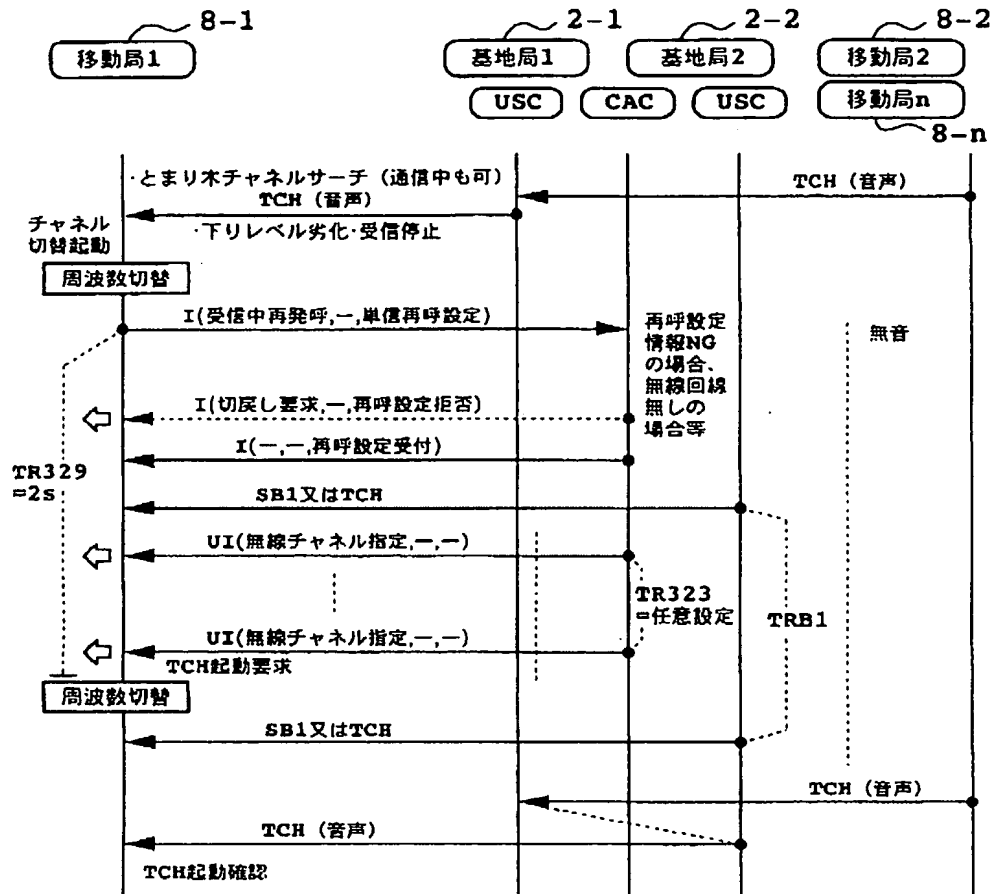 8-1
2-1
2-2
8-2
移動局1
基地局1
基地局2
移動局2
USC
CAC
USC
移動局n
8-n
・とまり木チャネルサーチ（通信中も可）
TCH（音声）
TCH（音声）
・下りレベル劣化・受信停止
チャネル
切替起動
周波数切替
I(受信中再発呼,ー,単信再呼設定)
再呼設定
情報NG
の場合、
無線回線
無しの
場合等
無音
I(切戻し要求,ー,再呼設定拒否)
I(ー,ー,再呼設定受付)
TR329
=2s
SB1又はTCH
UI(無線チャネル指定,ー,ー)
TR323
=任意設定
TRB1
UI(無線チャネル指定,ー,ー)
TCH起動要求
周波数切替
SB1又はTCH
TCH（音声）
TCH（音声）
TCH起動確認